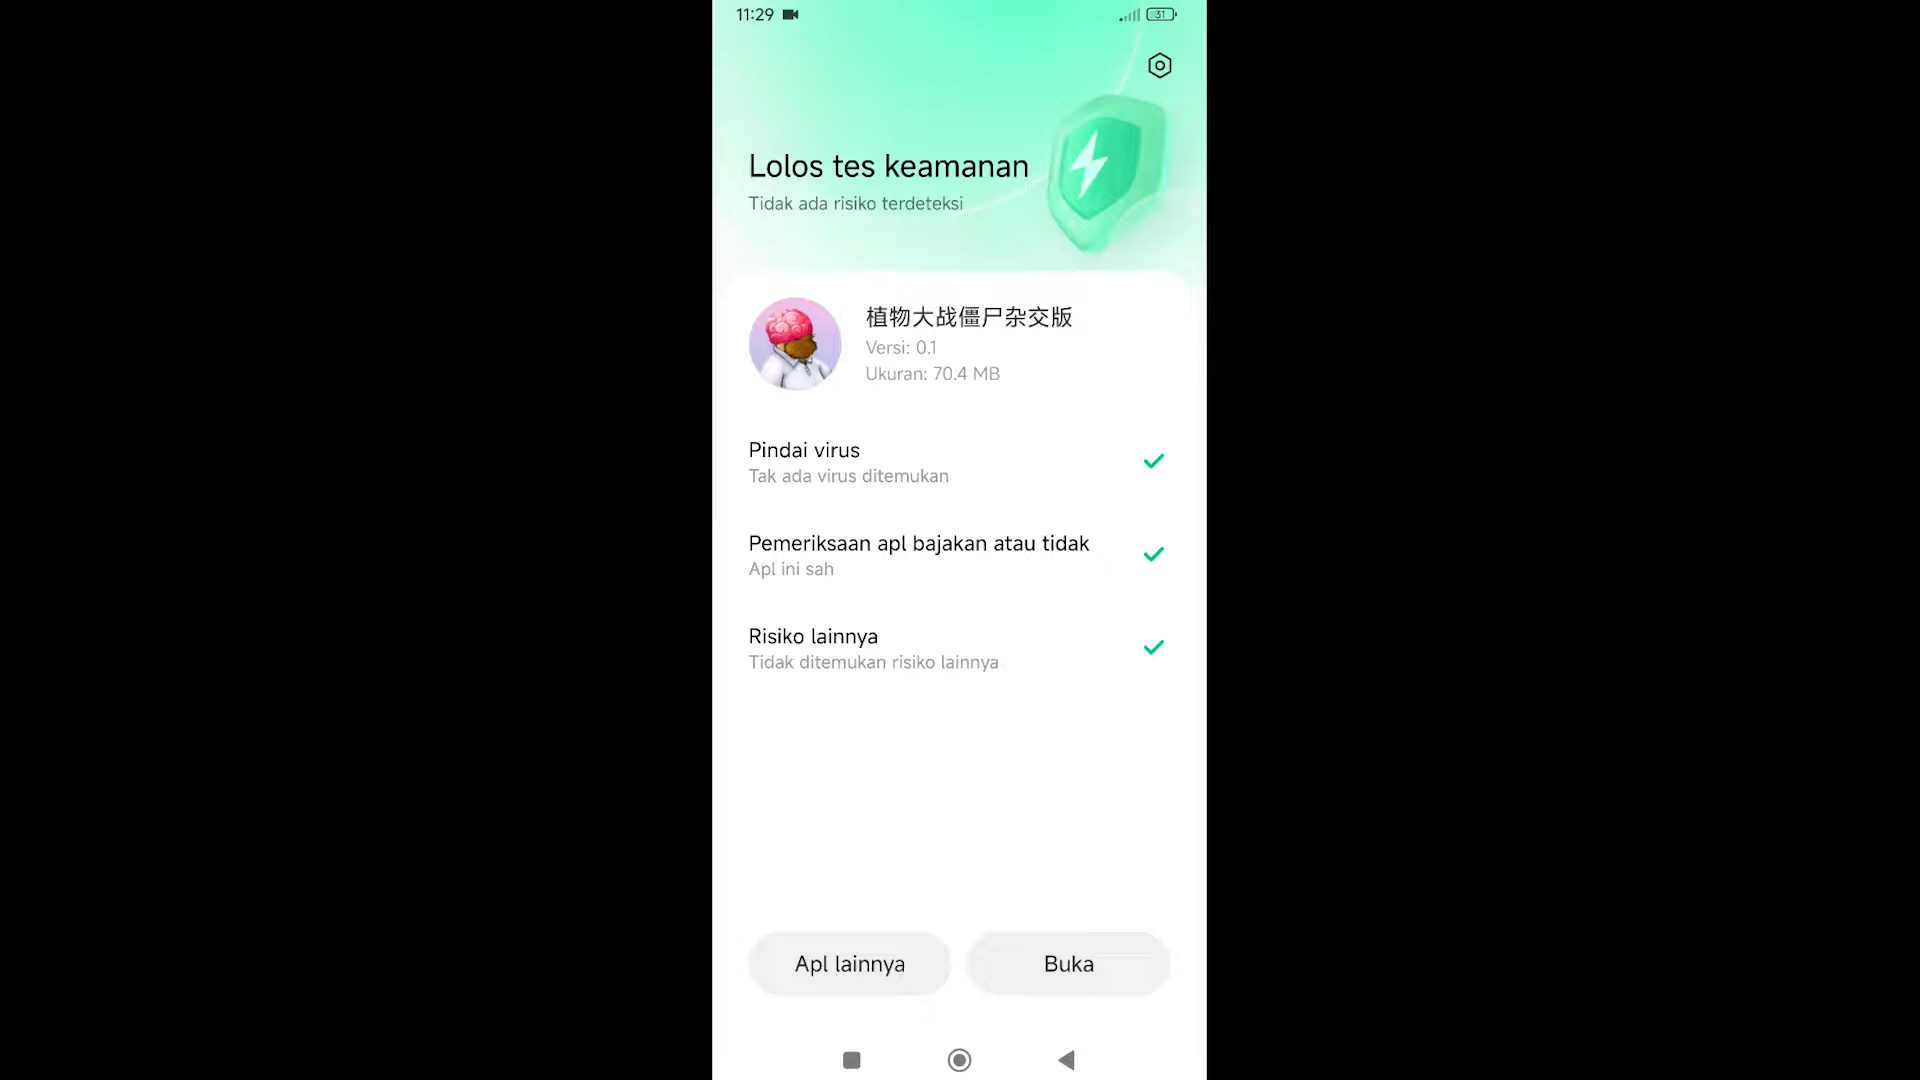 11:29
31
Lolos tes keamanan
Tidak ada risiko terdeteksi
植物大战僵尸杂交版
Versi: 0.1
Ukuran: 70.4 MB
Pindai virus
Tak ada virus ditemukan
Pemeriksaan apl bajakan atau tidak
Apl ini sah
Risiko lainnya
Tidak ditemukan risiko lainnya
Apl lainnya
Buka